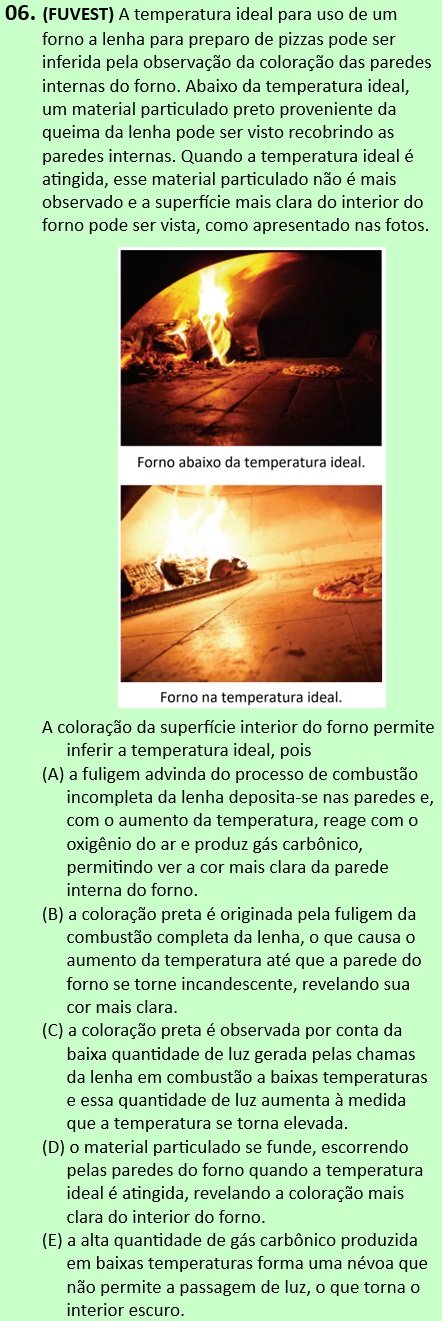 06. (FUVEST) A temperatura ideal para uso de um
forno a lenha para preparo de pizzas pode ser
inferida pela observação da coloração das paredes
internas do forno. Abaixo da temperatura ideal,
um material particulado preto proveniente da
queima da lenha pode ser visto recobrindo as
paredes internas. Quando a temperatura ideal é
atingida, esse material particulado não é mais
observado e a superfície mais clara do interior do
forno pode ser vista, como apresentado nas fotos.
Forno abaixo da temperatura ideal.
Forno na temperatura ideal.
A coloração da superfície interior do forno permite
inferir a temperatura ideal, pois
(A) a fuligem advinda do processo de combustão
incompleta da lenha deposita-se nas paredes e,
com o aumento da temperatura, reage com o
oxigênio do ar e produz gás carbônico,
permitindo ver a cor mais clara da parede
interna do forno.
(B) a coloração preta é originada pela fuligem da
combustão completa da lenha, o que causa o
aumento da temperatura até que a parede do
forno se torne incandescente, revelando sua
cor mais clara.
(C) a coloração preta é observada por conta da
baixa quantidade de luz gerada pelas chamas
da lenha em combustão a baixas temperaturas
e essa quantidade de luz aumenta à medida
que a temperatura se torna elevada.
(D) o material particulado se funde, escorrendo
pelas paredes do forno quando a temperatura
ideal é atingida, revelando a coloração mais
clara do interior do forno.
(E) a alta quantidade de gás carbônico produzida
em baixas temperaturas forma uma névoa que
não permite a passagem de luz, o que torna o
interior escuro.